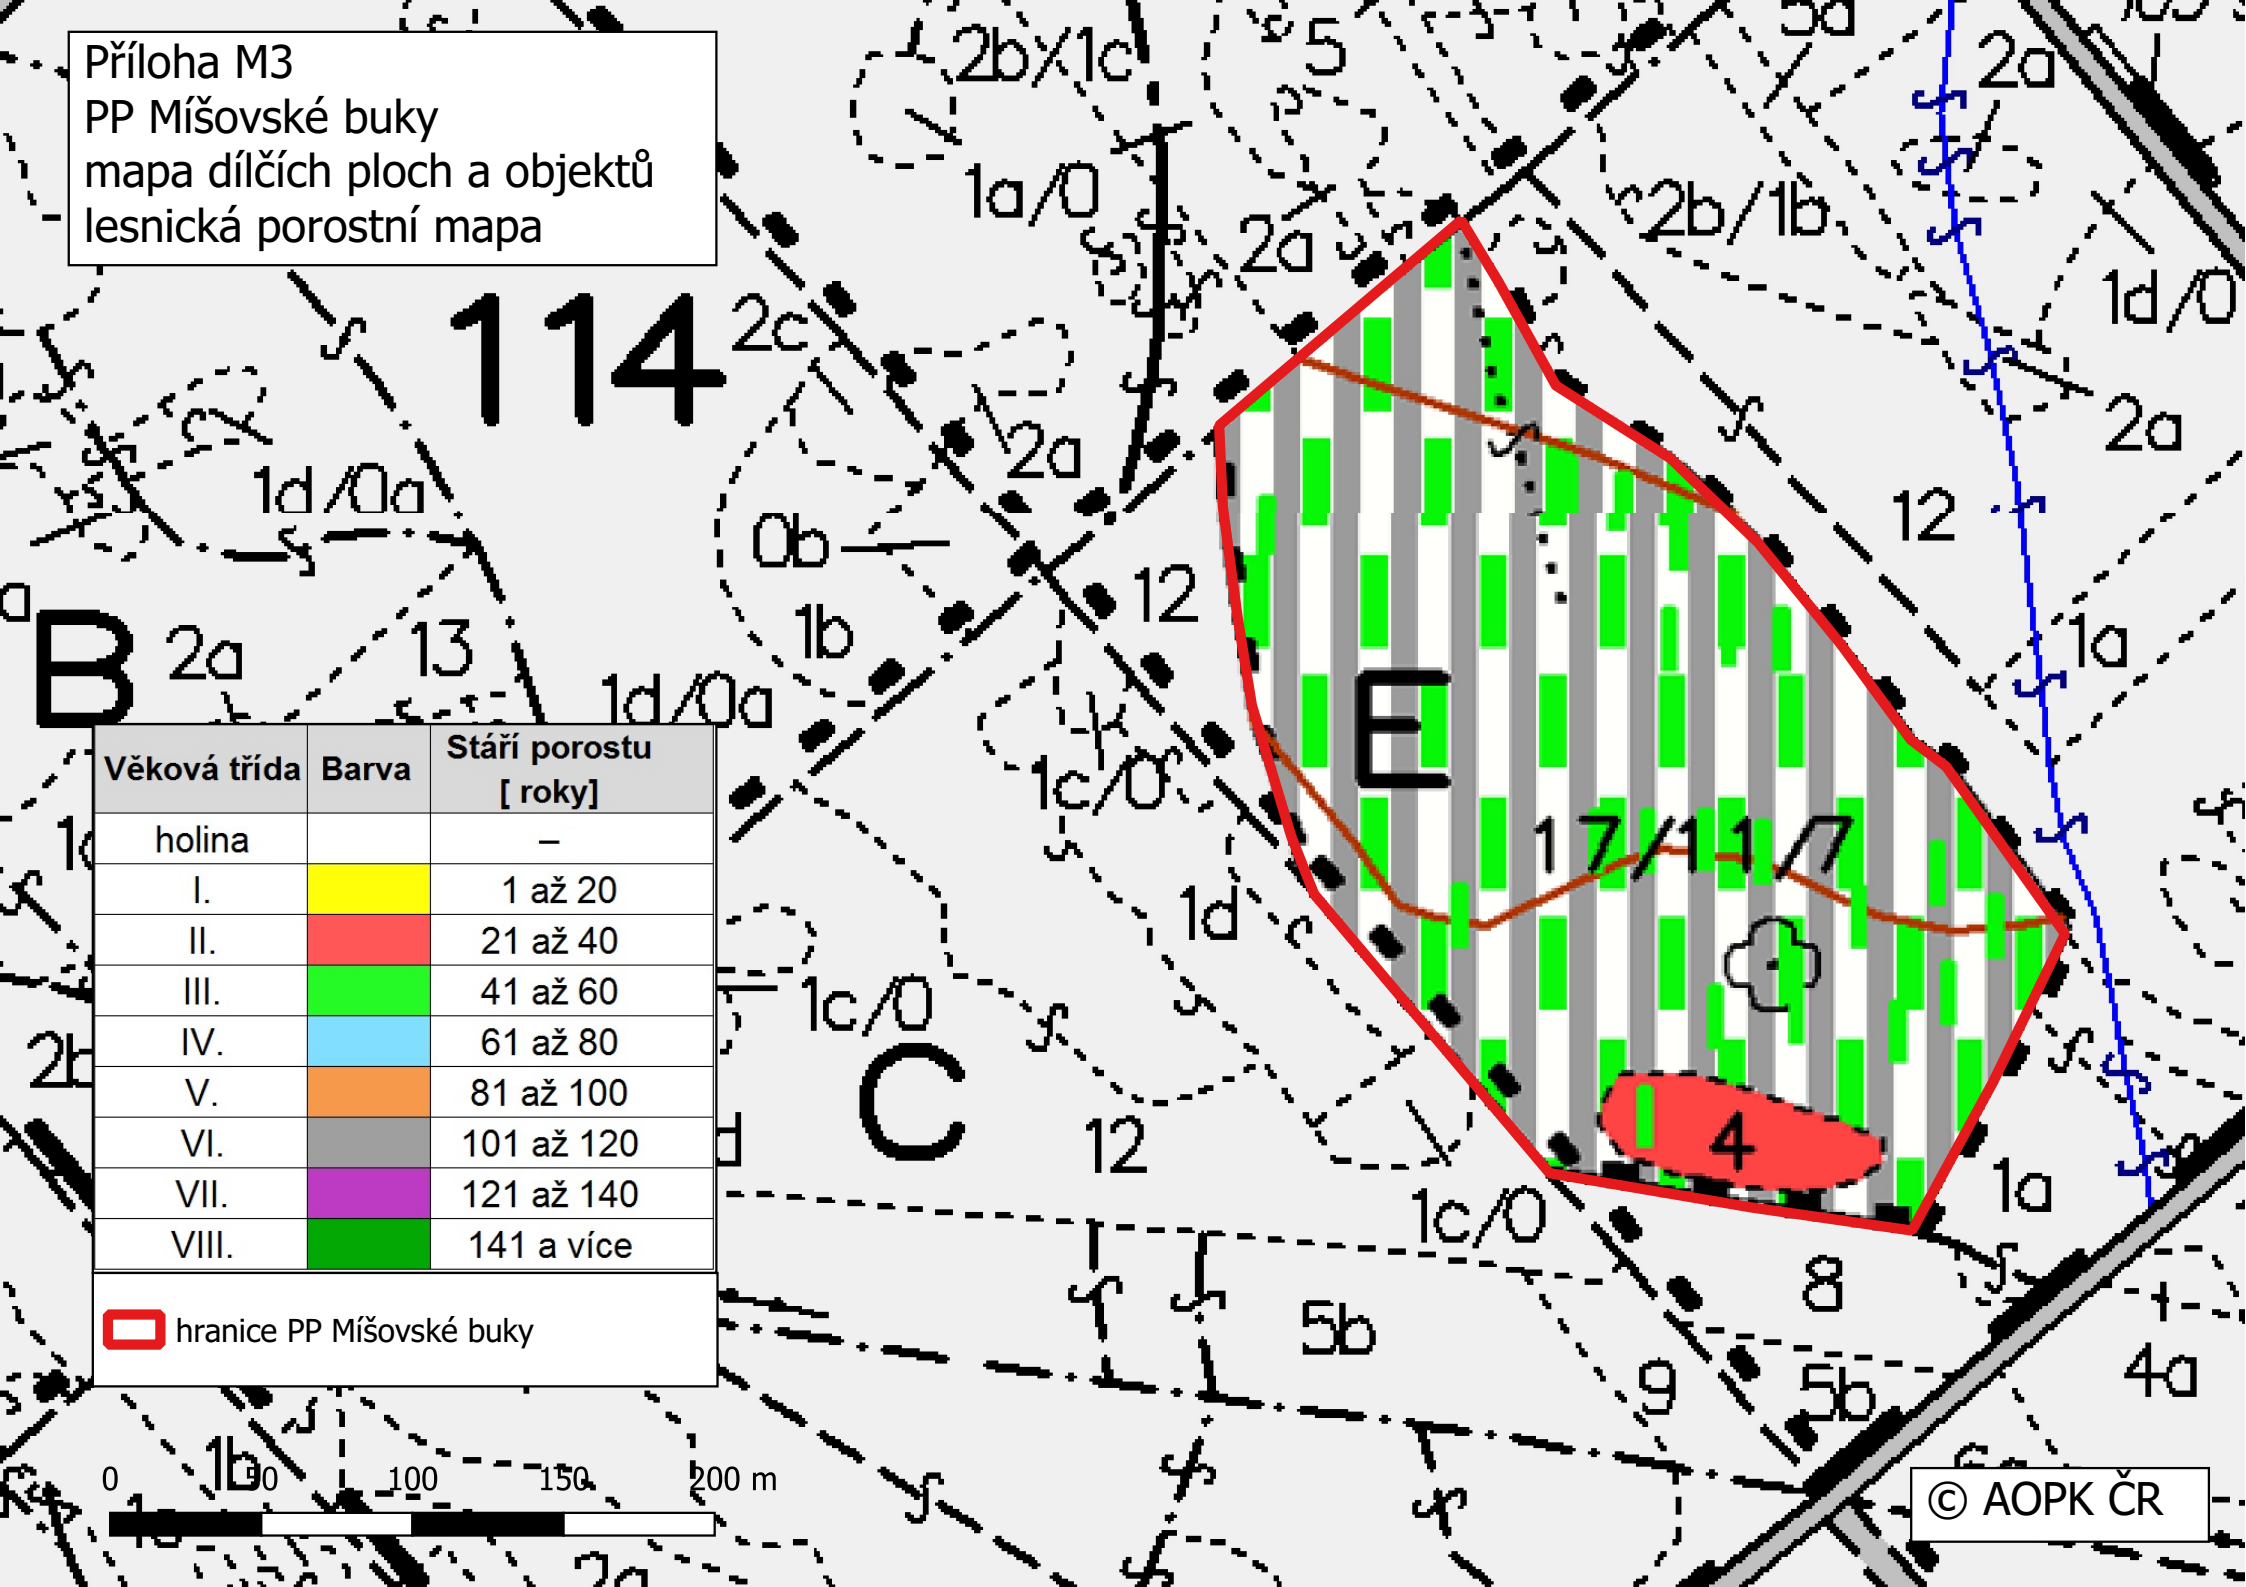 Příloha M3
PP Míšovské buky
mapa dílčích ploch a objektů
lesnická porostní mapa
2b/1c
5
5a
2a
1a/0
2a
2b/1b
1d/0
114
2c
2a
2a
1d/0a
0b
12
12
B
2a
13
1b
1a
1d/0a
E
1c/0
17/11/7
1d
1c/0
C
12
4
1a
1c/0
8
5b
9
5b
4a
1b
2a
Věková třída Barva Stáří porostu [ roky]
holina –
I. 1 až 20
II. 21 až 40
III. 41 až 60
IV. 61 až 80
V. 81 až 100
VI. 101 až 120
VII. 121 až 140
VIII. 141 a více
hranice PP Míšovské buky
0 50 100 150 200 m
© AOPK ČR